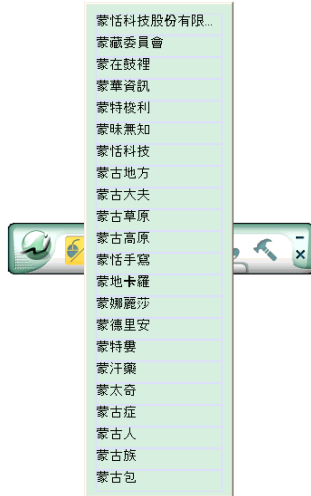 蒙恬科技股份有限...
蒙藏委員會
蒙在鼓裡
蒙華資訊
蒙特梭利
蒙昧無知
蒙恬科技
蒙古地方
蒙古大夫
蒙古草原
蒙古高原
蒙恬手寫
蒙地卡羅
蒙娜麗莎
蒙德里安
蒙特婁
蒙汗藥
蒙太奇
蒙古症
蒙古人
蒙古族
蒙古包